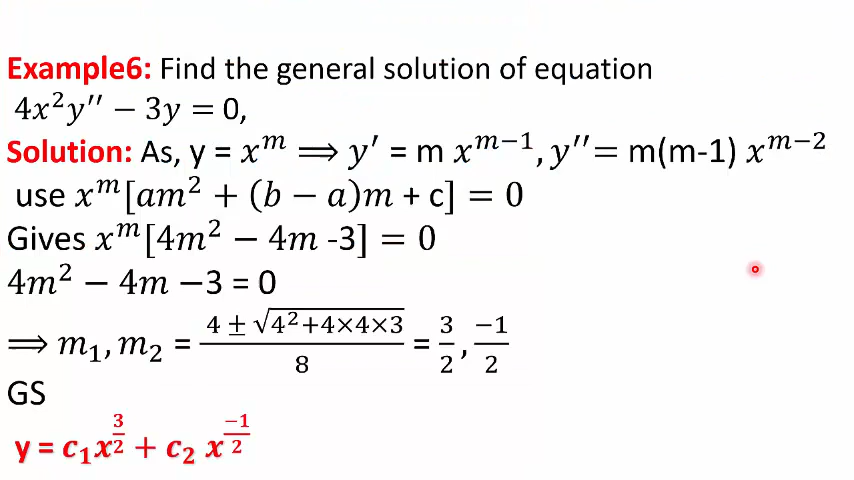 Example6: Find the general solution of equation
4x²y′′ − 3y = 0,
Solution: As, y = x^m ⟹ y′ = m x^{m−1}, y′′= m(m-1) x^{m−2}
use x^m[am² + (b − a)m + c] = 0
Gives x^m[4m² − 4m -3] = 0
4m² − 4m −3 = 0
⟹ m₁, m₂ = (4 ± √(4²+4×4×3))/8 = 3/2, −1/2
GS
y = c₁x^{3/2} + c₂ x^{−1/2}